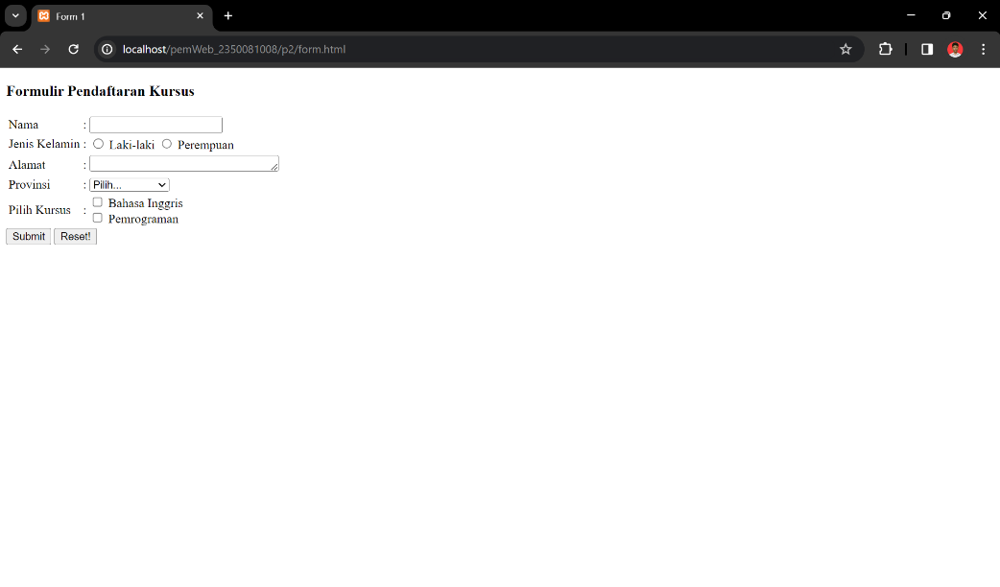 Form 1
localhost/pemWeb_2350081008/p2/form.html
Formulir Pendaftaran Kursus
Nama :
Jenis Kelamin : Laki-laki Perempuan
Alamat :
Provinsi : Pilih...
Pilih Kursus : Bahasa Inggris
Pemrograman
Submit Reset!